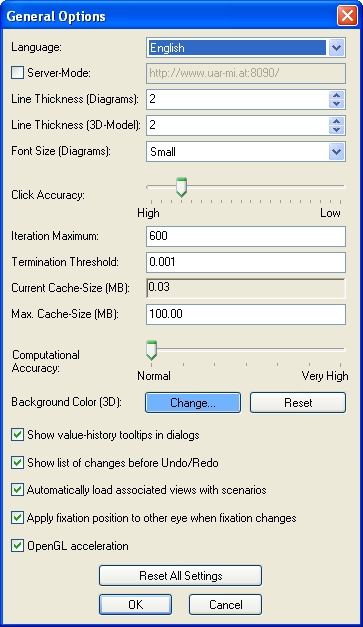 General Options
Language: English
Server-Mode: http://www.uar-mi.at:8090/
Line Thickness (Diagrams): 2
Line Thickness (3D-Model): 2
Font Size (Diagrams): Small
Click Accuracy:
High Low
Iteration Maximum: 600
Termination Threshold: 0.001
Current Cache-Size (MB): 0.03
Max. Cache-Size (MB): 100.00
Computational
Accuracy:
Normal Very High
Background Color (3D): Change... Reset
Show value-history tooltips in dialogs
Show list of changes before Undo/Redo
Automatically load associated views with scenarios
Apply fixation position to other eye when fixation changes
OpenGL acceleration
Reset All Settings
OK Cancel